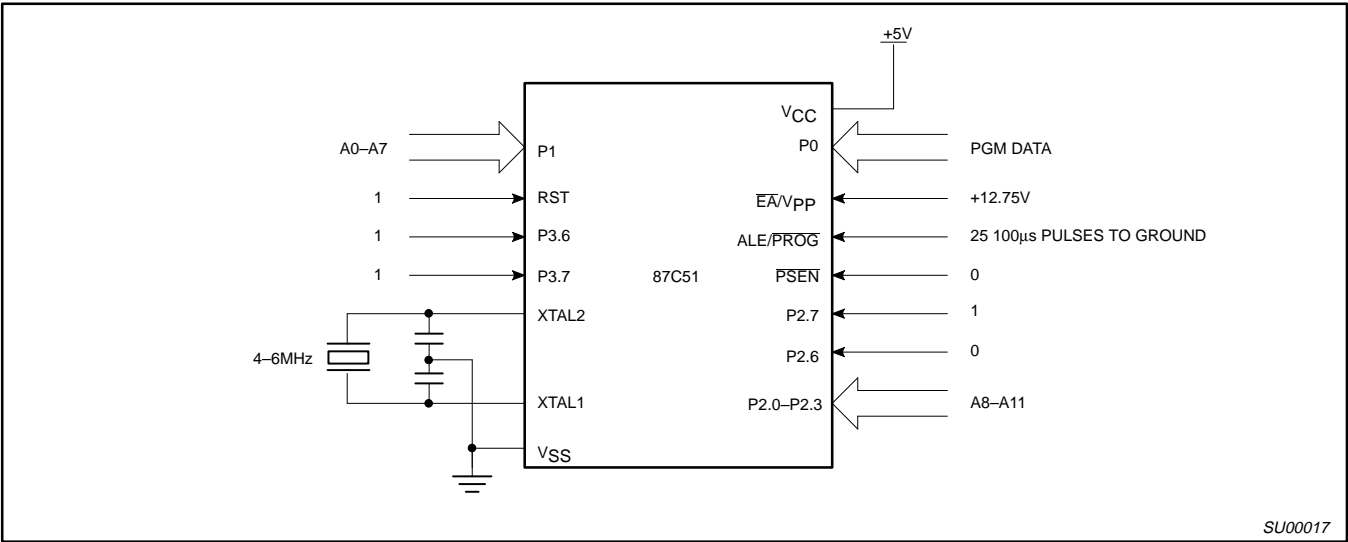 +5V
VCC
A0–A7
P1
P0
PGM DATA
1
RST
EA/VPP
+12.75V
1
P3.6
ALE/PROG
25 100µs PULSES TO GROUND
1
P3.7
87C51
PSEN
0
XTAL2
P2.7
1
4–6MHz
P2.6
0
XTAL1
P2.0–P2.3
A8–A11
VSS
SU00017